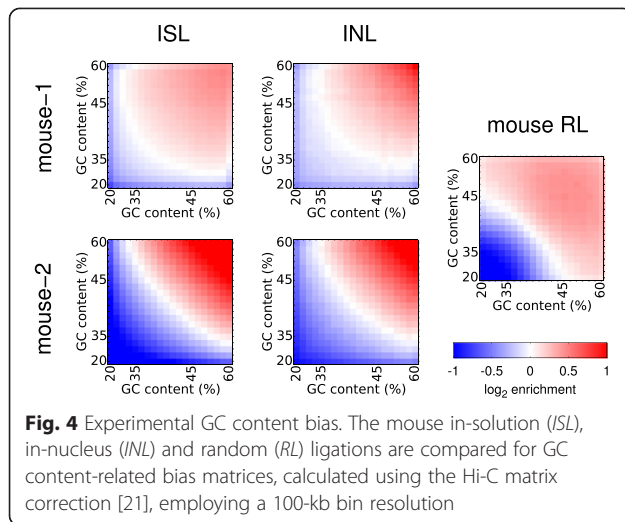 ISL
INL
mouse-1
GC content (%)
60
45
35
20
20 35 45 60
GC content (%)
GC content (%)
60
45
35
20
20 35 45 60
GC content (%)
mouse RL
GC content (%)
60
45
35
20
20 35 45 60
GC content (%)
mouse-2
GC content (%)
60
45
35
20
20 35 45 60
GC content (%)
GC content (%)
60
45
35
20
20 35 45 60
GC content (%)
-1 -0.5 0 0.5 1
log2 enrichment
Fig. 4 Experimental GC content bias. The mouse in-solution (ISL),
in-nucleus (INL) and random (RL) ligations are compared for GC
content-related bias matrices, calculated using the Hi-C matrix
correction [21], employing a 100-kb bin resolution